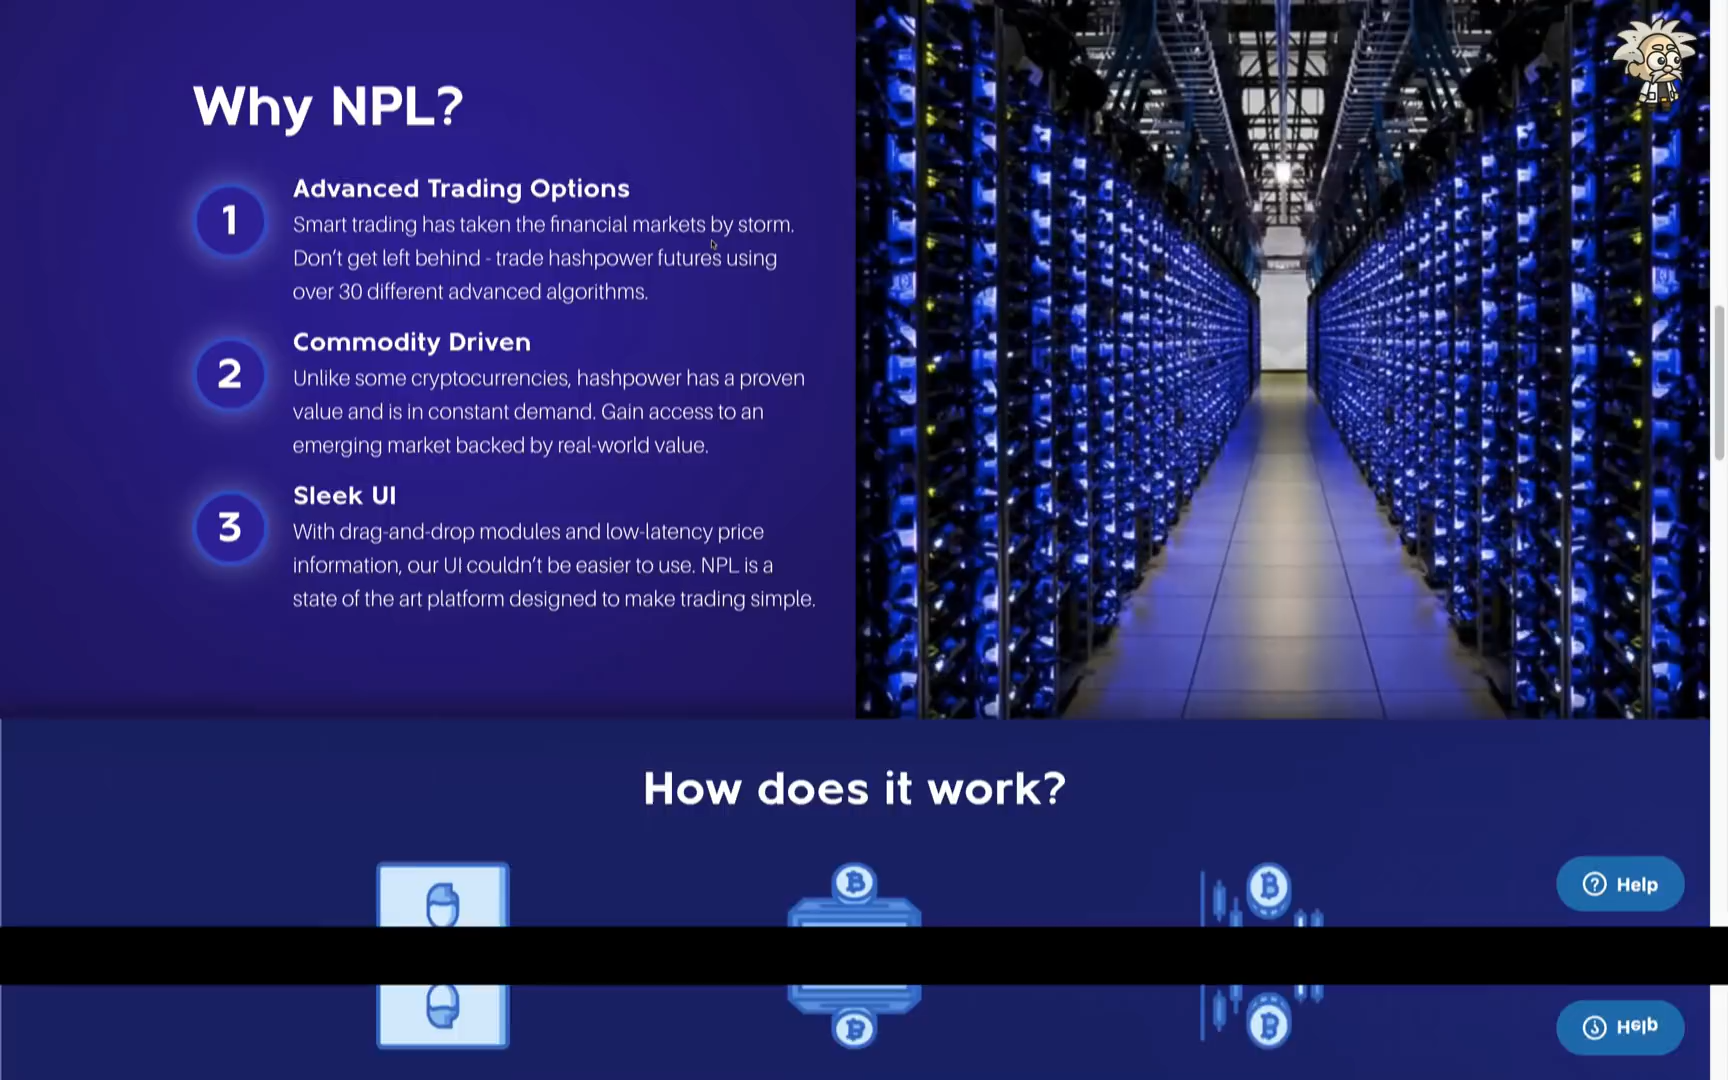 Why NPL?
1
Advanced Trading Options
Smart trading has taken the financial markets by storm.
Don't get left behind - trade hashpower futures using
over 30 different advanced algorithms.
2
Commodity Driven
Unlike some cryptocurrencies, hashpower has a proven
value and is in constant demand. Gain access to an
emerging market backed by real-world value.
3
Sleek UI
With drag-and-drop modules and low-latency price
information, our UI couldn't be easier to use. NPL is a
state of the art platform designed to make trading simple.
How does it work?
? Help
? Help